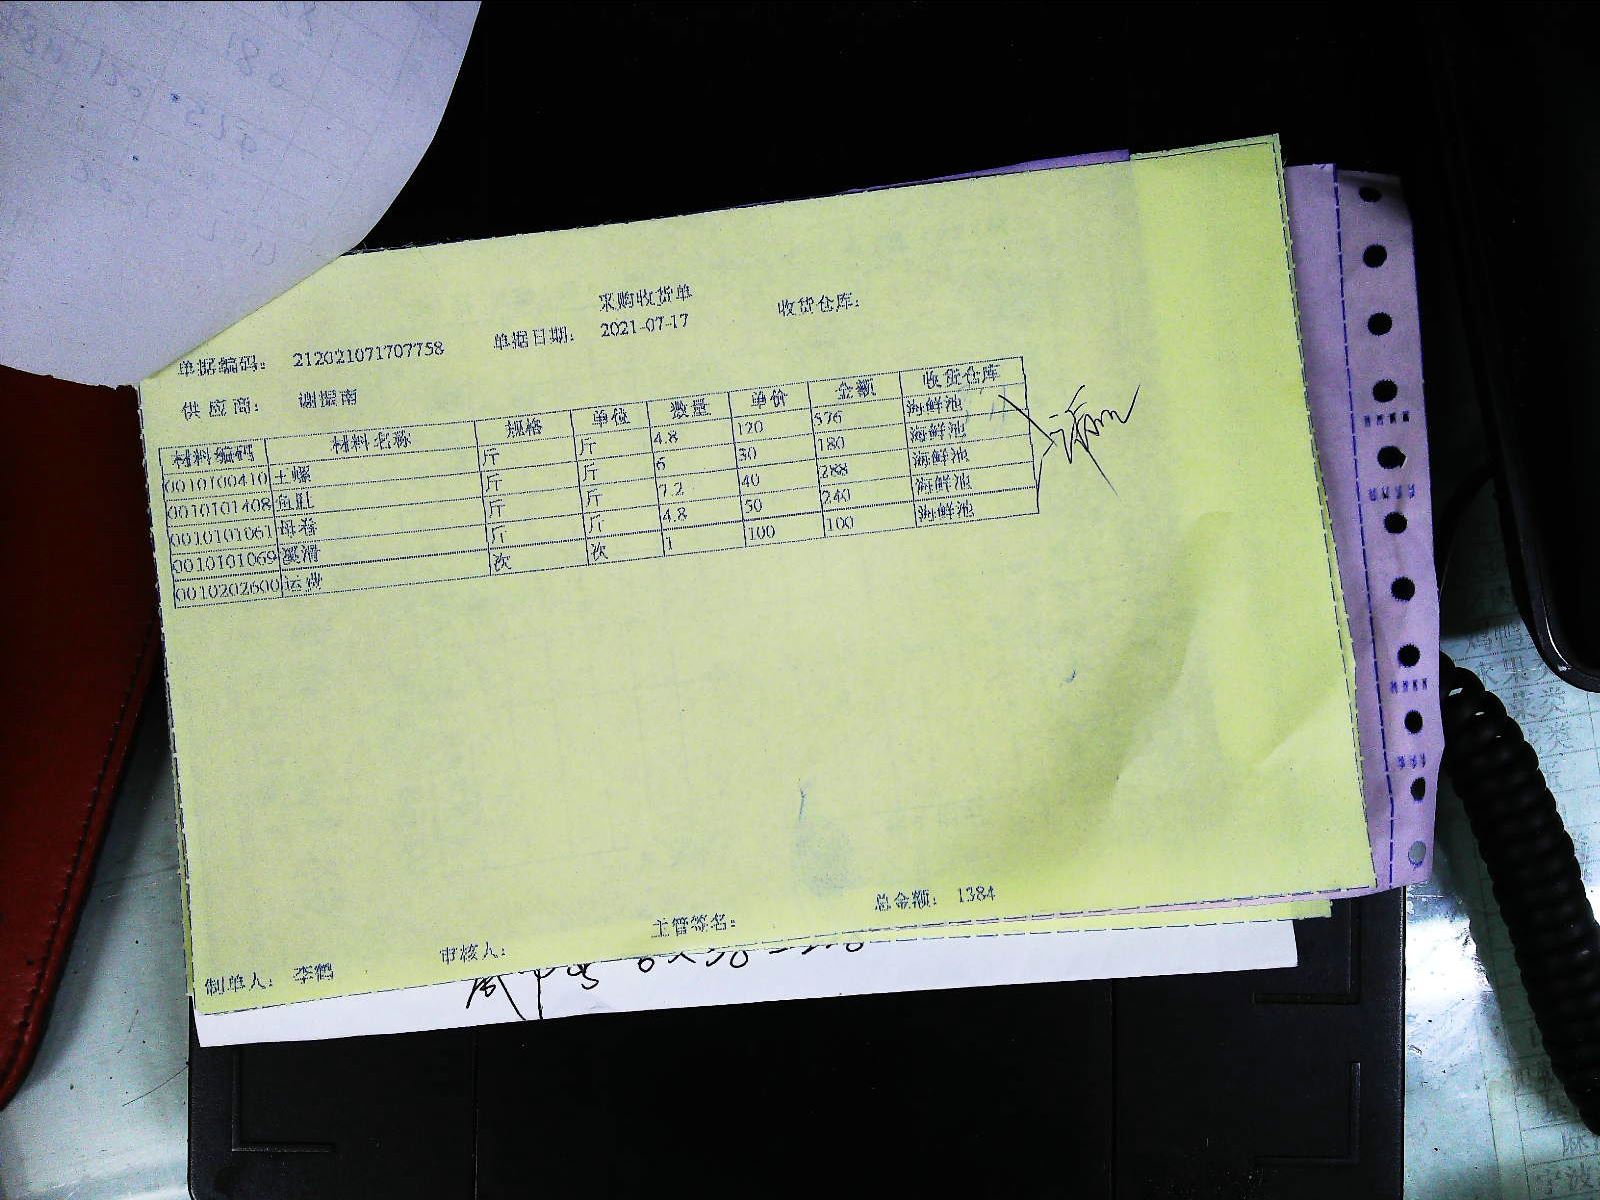 采购收货单
单据编码： 212021071707758 单据日期： 2021-07-17 收货仓库：
供应商： 谢振南
材料编码 材料名称 规格 单位 数量 单价 金额 收货仓库
0010100410 土螺 斤 斤 4.8 120 576 海鲜池
0010101408 鱼肚 斤 斤 6 30 180 海鲜池
0010101061 母卷 斤 斤 7.2 40 288 海鲜池
0010101069 涩滑 斤 斤 4.8 50 240 海鲜池
0010202600 运费 次 次 1 100 100 海鲜池
总金额： 1384
制单人： 李鹤 审核人： 主管签名：